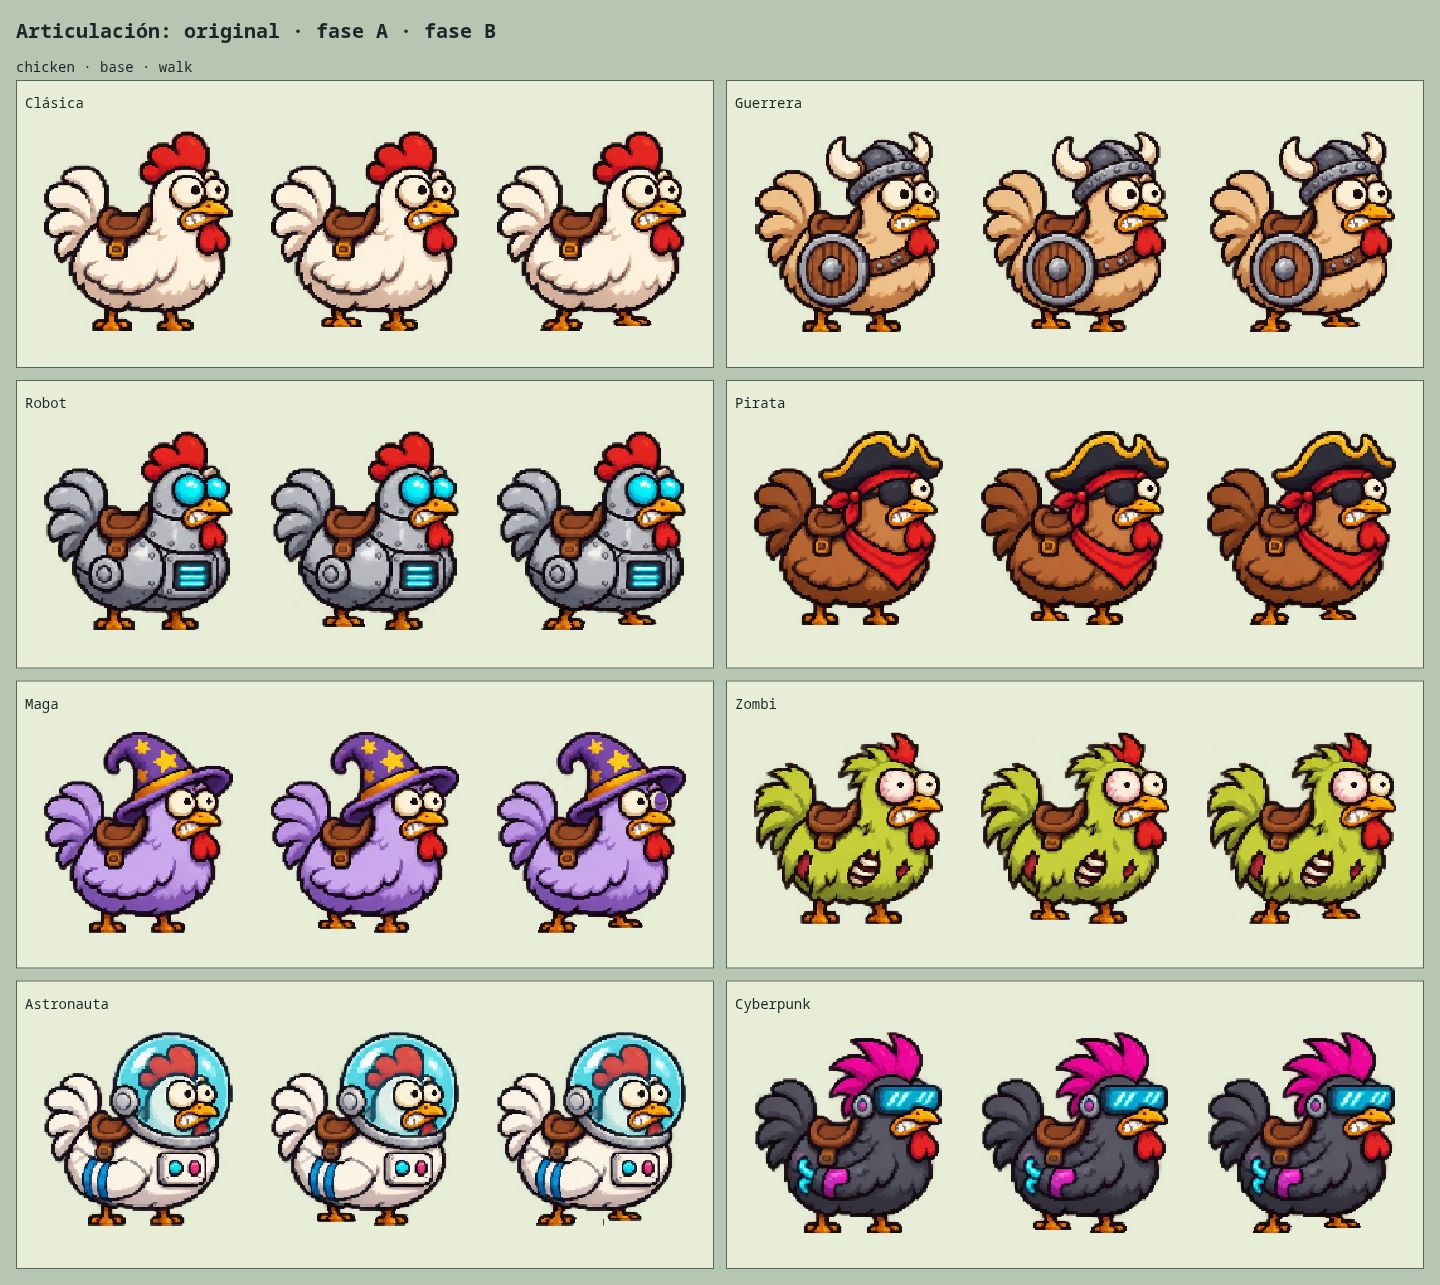 Articulación: original · fase A · fase B
chicken · base · walk
Clásica
Guerrera
Robot
Pirata
Maga
Zombi
Astronauta
Cyberpunk